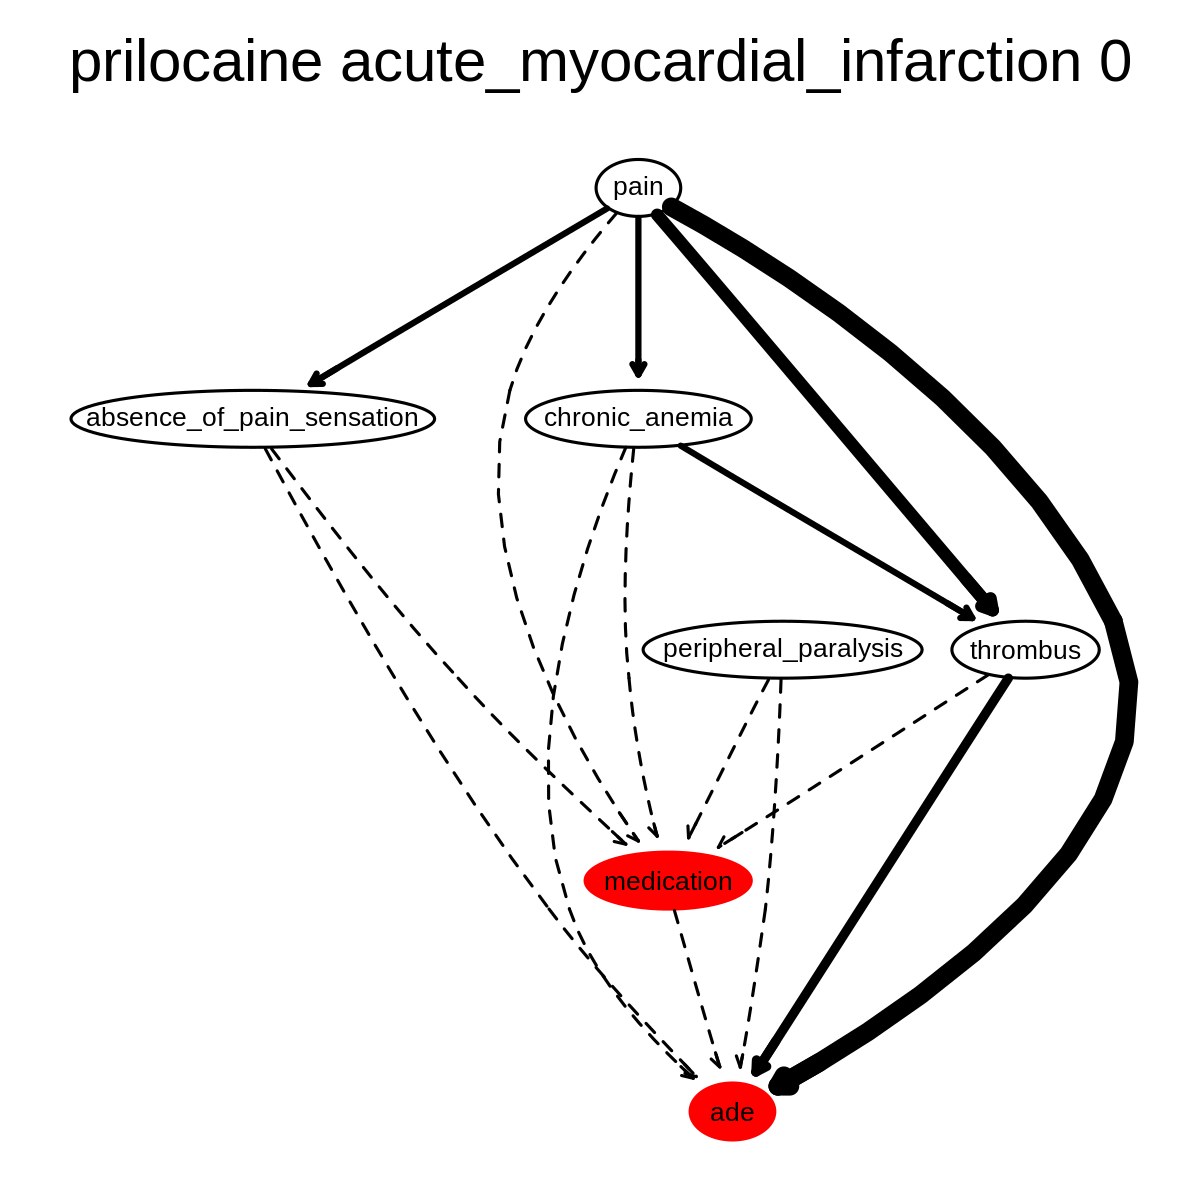 prilocaine acute_myocardial_infarction 0
pain
absence_of_pain_sensation
chronic_anemia
peripheral_paralysis
thrombus
medication
ade